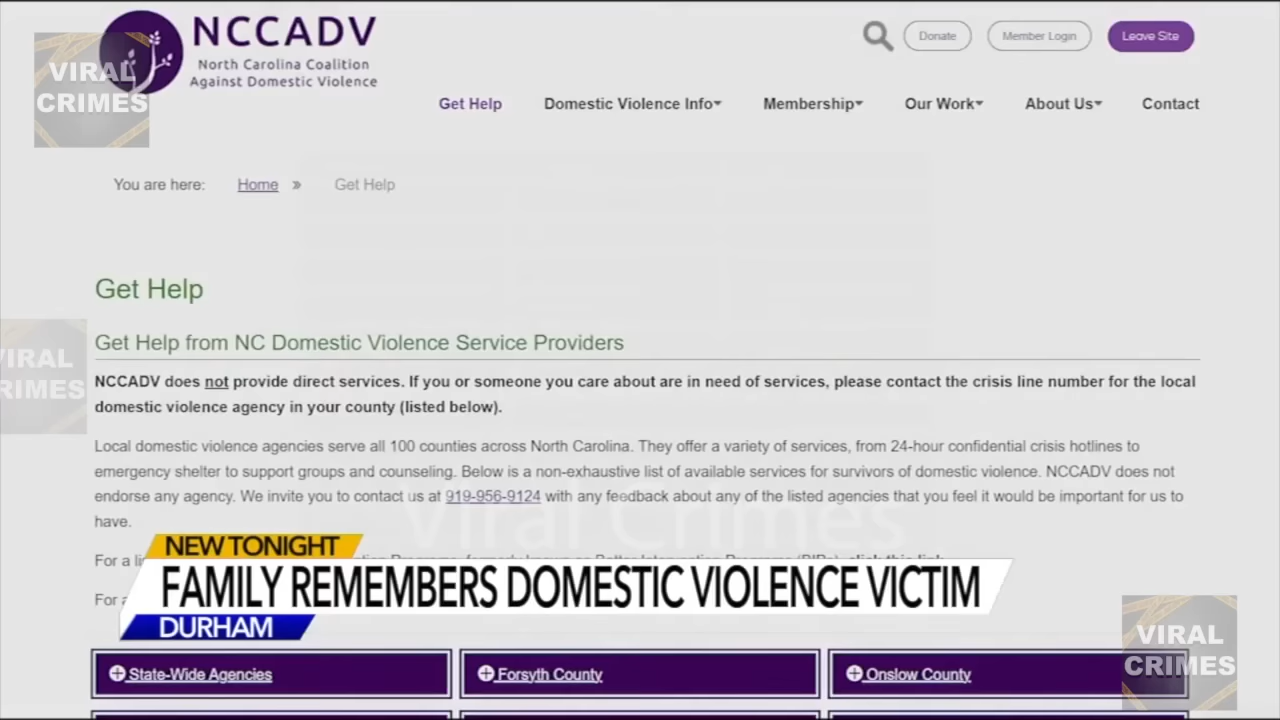 NCCADV
North Carolina Coalition
Against Domestic Violence
Donate
Member Login
Leave Site
VIRAL
CRIMES
Get Help
Domestic Violence Info
Membership
Our Work
About Us
Contact
You are here: Home » Get Help
Get Help
Get Help from NC Domestic Violence Service Providers
VIRAL
CRIMES
NCCADV does not provide direct services. If you or someone you care about are in need of services, please contact the crisis line number for the local
domestic violence agency in your county (listed below).
Local domestic violence agencies serve all 100 counties across North Carolina. They offer a variety of services, from 24-hour confidential crisis hotlines to
emergency shelter to support groups and counseling. Below is a non-exhaustive list of available services for survivors of domestic violence. NCCADV does not
endorse any agency. We invite you to contact us at 919-956-9124 with any feedback about any of the listed agencies that you feel it would be important for us to
have.
Viral Crimes
NEW TONIGHT
For a
FAMILY REMEMBERS DOMESTIC VIOLENCE VICTIM
For
DURHAM
VIRAL
CRIMES
State-Wide Agencies
Forsyth County
Onslow County